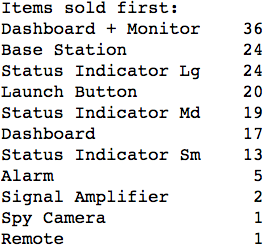 Items sold first:
Dashboard + Monitor 36
Base Station 24
Status Indicator Lg 24
Launch Button 20
Status Indicator Md 19
Dashboard 17
Status Indicator Sm 13
Alarm 5
Signal Amplifier 2
Spy Camera 1
Remote 1